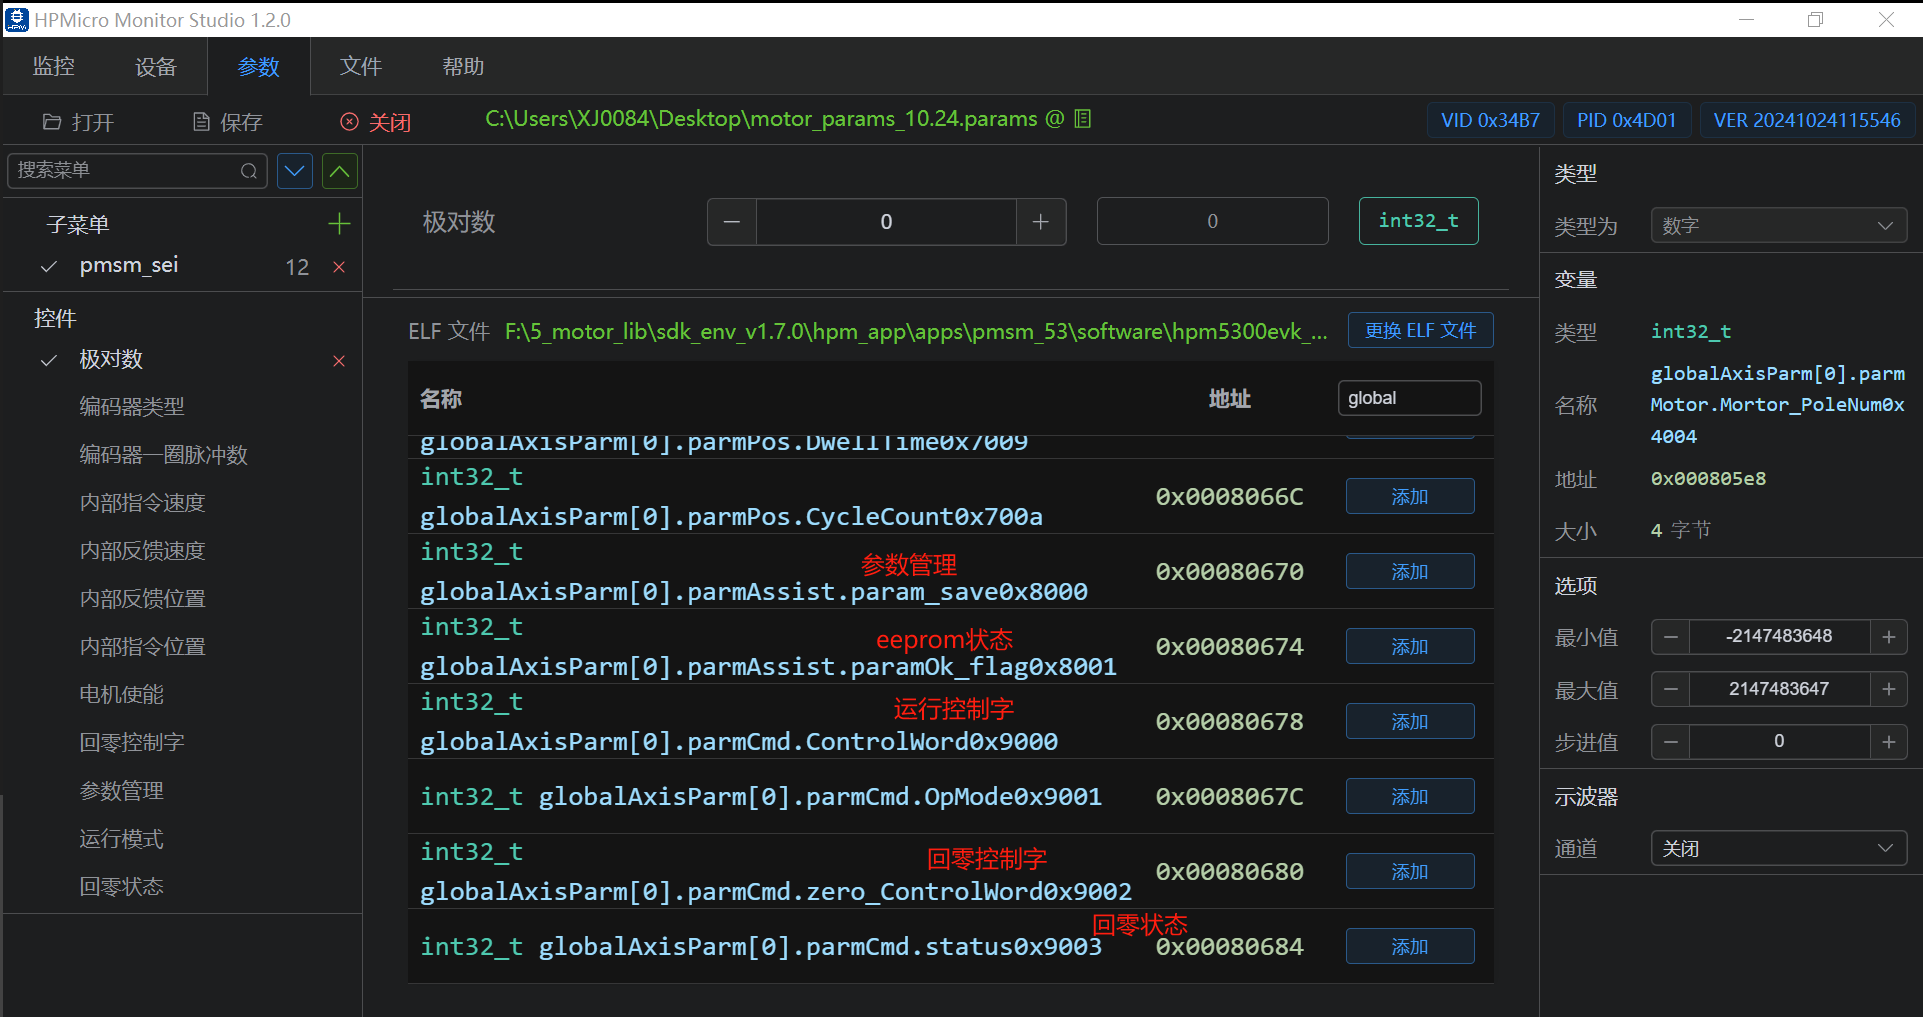 HPMicro Monitor Studio 1.2.0
监控 设备 参数 文件 帮助
打开 保存 关闭 C:\Users\XJ0084\Desktop\motor_params_10.24.params @ VID 0x34B7 PID 0x4D01 VER 20241024115546
搜索菜单
子菜单
pmsm_sei 12
控件
极对数
编码器类型
编码器一圈脉冲数
内部指令速度
内部反馈速度
内部反馈位置
内部指令位置
电机使能
回零控制字
参数管理
运行模式
回零状态
极对数 0 0 int32_t
ELF 文件 F:\5_motor_lib\sdk_env_v1.7.0\hpm_app\apps\pmsm_53\software\hpm5300evk_... 更换 ELF 文件
名称 地址 global
globalAxisParm[0].parmPos.DwellTime0x7009
int32_t
globalAxisParm[0].parmPos.CycleCount0x700a 0x0008066C 添加
int32_t 参数管理
globalAxisParm[0].parmAssist.param_save0x8000 0x00080670 添加
int32_t eeprom状态
globalAxisParm[0].parmAssist.paramOk_flag0x8001 0x00080674 添加
int32_t 运行控制字
globalAxisParm[0].parmCmd.ControlWord0x9000 0x00080678 添加
int32_t globalAxisParm[0].parmCmd.OpMode0x9001 0x0008067C 添加
int32_t 回零控制字
globalAxisParm[0].parmCmd.zero_ControlWord0x9002 0x00080680 添加
回零状态
int32_t globalAxisParm[0].parmCmd.status0x9003 0x00080684 添加
类型
类型为 数字
变量
类型 int32_t
名称 globalAxisParm[0].parm
Motor.Mortor_PoleNum0x
4004
地址 0x000805e8
大小 4 字节
选项
最小值 -2147483648
最大值 2147483647
步进值 0
示波器
通道 关闭